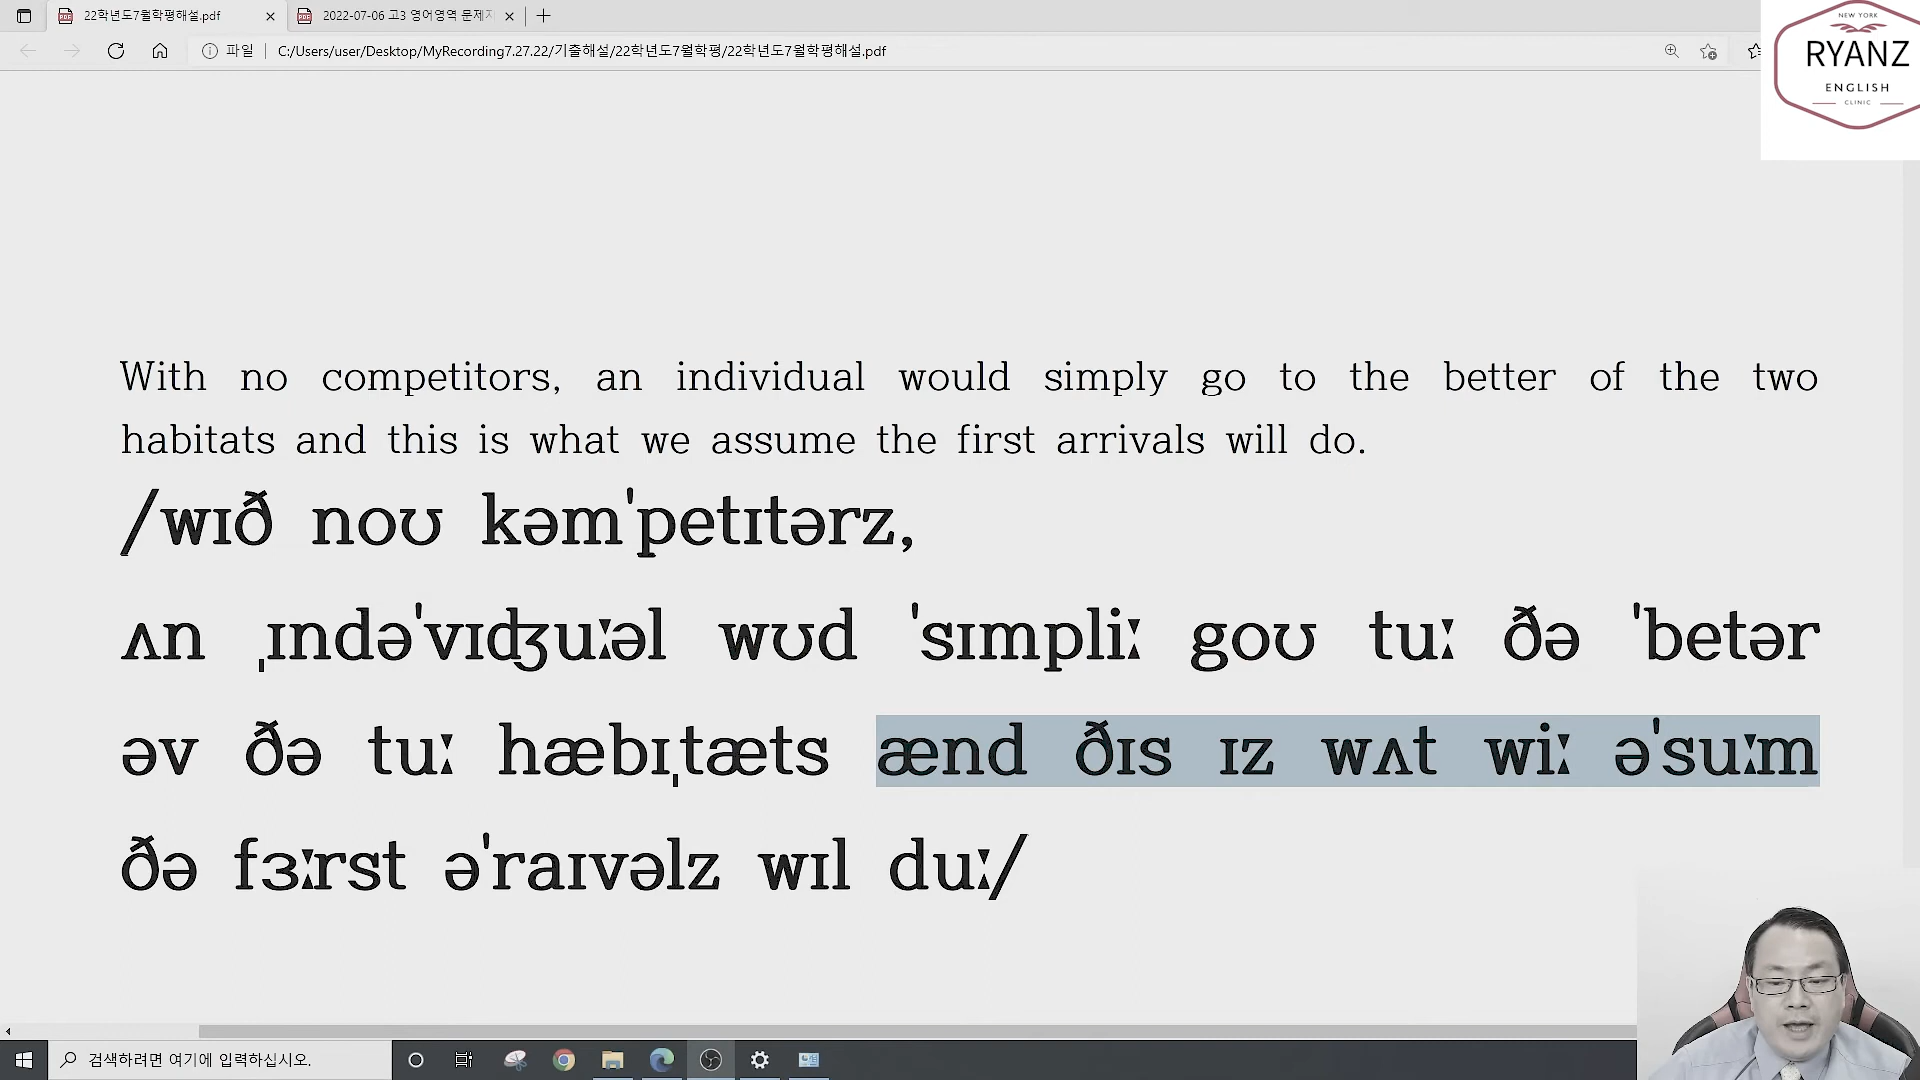 22학년도7월학평해설.pdf
2022-07-06 고3 영어영역 문제지
파일
C:/Users/user/Desktop/MyRecording7.27.22/기출해설/22학년도7월학평/22학년도7월학평해설.pdf
NEW YORK
RYANZ
ENGLISH
CLINIC
With no competitors, an individual would simply go to the better of the two
habitats and this is what we assume the first arrivals will do.
/wɪð noʊ kəmˈpetɪtərz,
ʌn ˌɪndəˈvɪʤuːəl wʊd ˈsɪmpliː goʊ tuː ðə ˈbetər
əv ðə tuː hæbɪˌtæts ænd ðɪs ɪz wʌt wiː əˈsuːm
ðə fɜːrst əˈraɪvəlz wɪl duː/
검색하려면 여기에 입력하십시오.